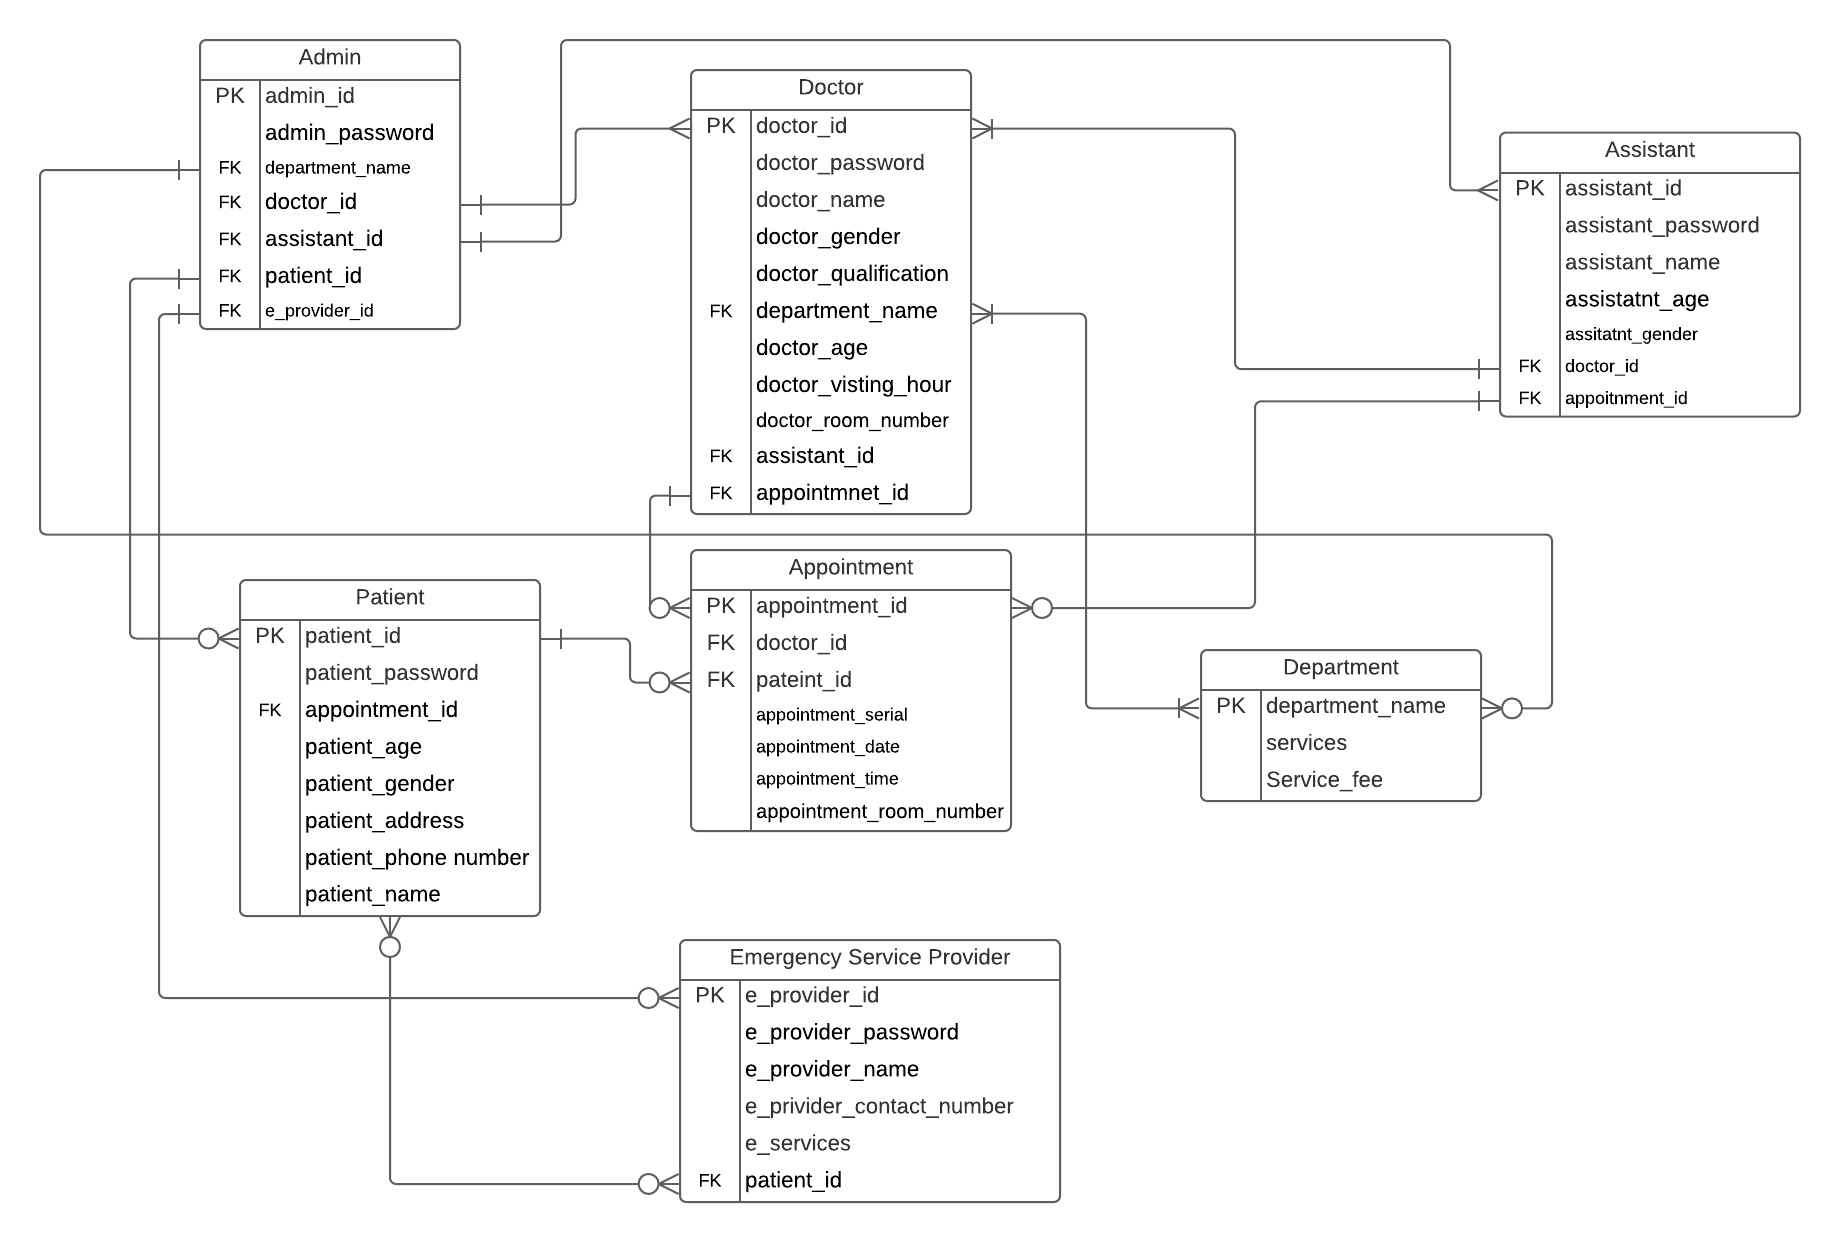 Admin
PK admin_id
admin_password
FK department_name
FK doctor_id
FK assistant_id
FK patient_id
FK e_provider_id
Doctor
PK doctor_id
doctor_password
doctor_name
doctor_gender
doctor_qualification
FK department_name
doctor_age
doctor_visting_hour
doctor_room_number
FK assistant_id
FK appointmnet_id
Assistant
PK assistant_id
assistant_password
assistant_name
assistatnt_age
assitatnt_gender
FK doctor_id
FK appoitnment_id
Patient
PK patient_id
patient_password
FK appointment_id
patient_age
patient_gender
patient_address
patient_phone number
patient_name
Appointment
PK appointment_id
FK doctor_id
FK pateint_id
appointment_serial
appointment_date
appointment_time
appointment_room_number
Department
PK department_name
services
Service_fee
Emergency Service Provider
PK e_provider_id
e_provider_password
e_provider_name
e_privider_contact_number
e_services
FK patient_id